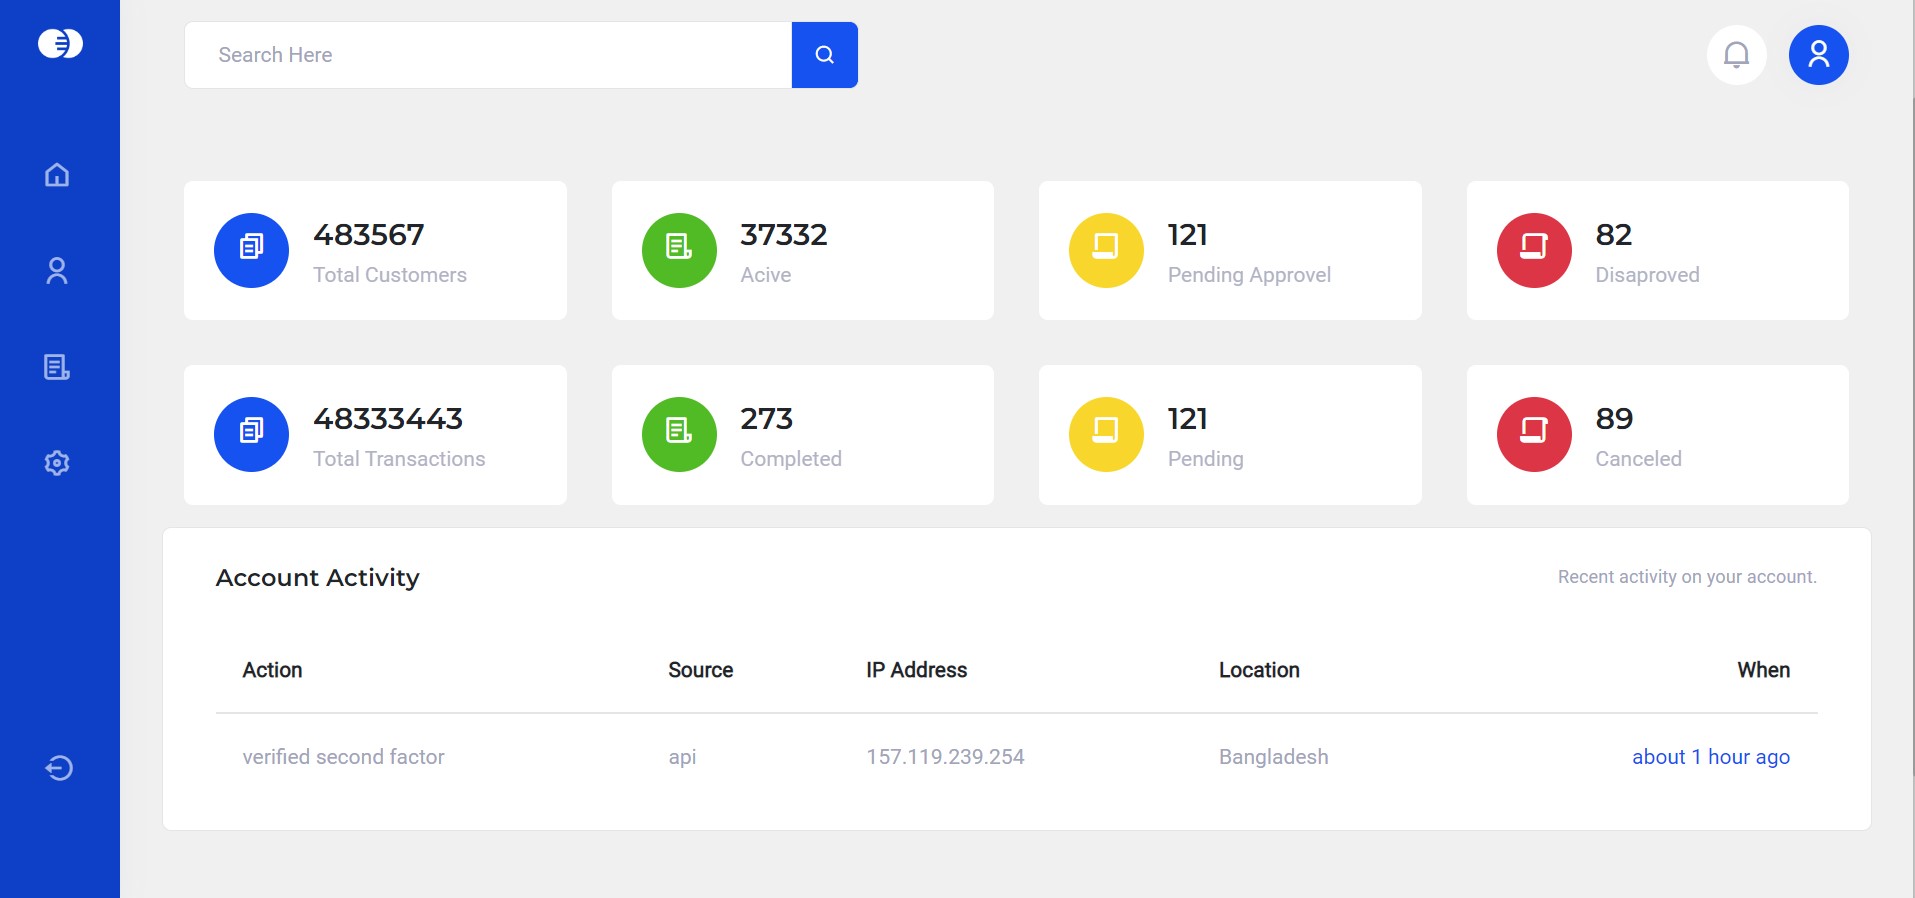 Search Here
483567
Total Customers
37332
Acive
121
Pending Approvel
82
Disaproved
48333443
Total Transactions
273
Completed
121
Pending
89
Canceled
Account Activity
Recent activity on your account.
Action Source IP Address Location When
verified second factor api 157.119.239.254 Bangladesh about 1 hour ago